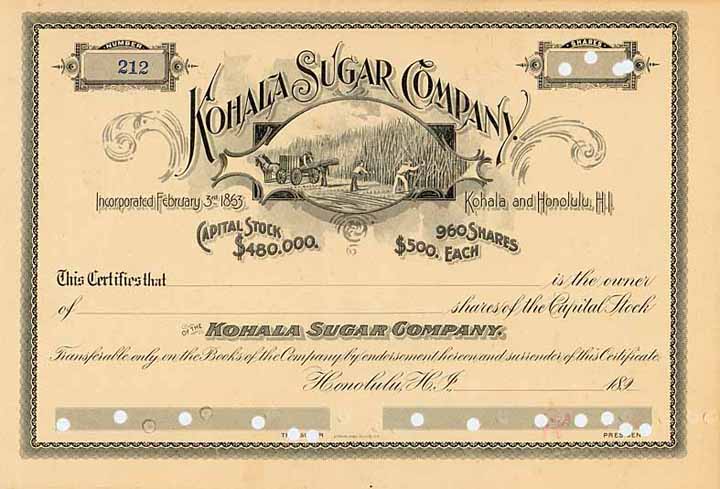 NUMBER
212
SHARES
KOHALA SUGAR COMPANY.
Incorporated February 3rd 1863.
Kohala and Honolulu, H.I.
CAPITAL STOCK
$480.000.
960 SHARES
$500. EACH
This Certifies that
is the owner
of
shares of the Capital Stock
OF THE KOHALA SUGAR COMPANY.
Transferable only on the Books of the Company by endorsement hereon and surrender of this Certificate.
Honolulu, H.I.
189